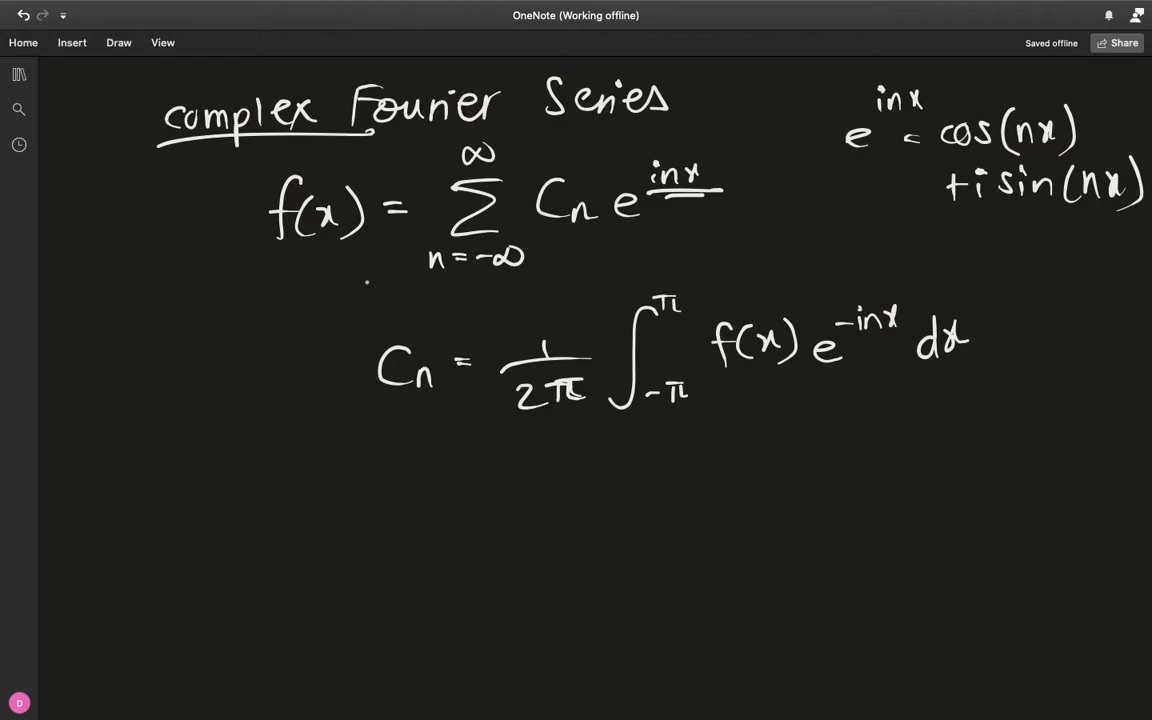 OneNote (Working offline)
Home Insert Draw View
Saved offline Share
complex Fourier Series
f(x) = ∑_{n=-∞}^{∞} C_n e^{inx}
e^{inx} = cos(nx)
+ i sin(nx)
C_n = 1/2π ∫_{-π}^{π} f(x) e^{-inx} dx
D